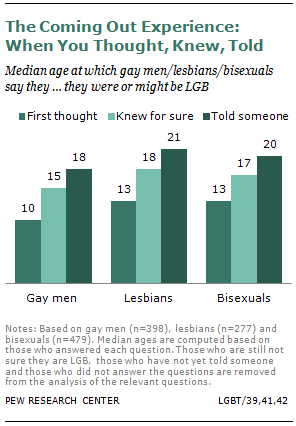 The Coming Out Experience:
When You Thought, Knew, Told
Median age at which gay men/lesbians/bisexuals
say they ... they were or might be LGB
First thought Knew for sure Told someone
10 15 18 13 18 21 13 17 20
Gay men Lesbians Bisexuals
Notes: Based on gay men (n=398), lesbians (n=277) and
bisexuals (n=479). Median ages are computed based on
those who answered each question. Those who are still not
sure they are LGB, those who have not yet told someone
and those who did not answer the questions are removed
from the analysis of the relevant questions.
PEW RESEARCH CENTER LGBT/39,41,42